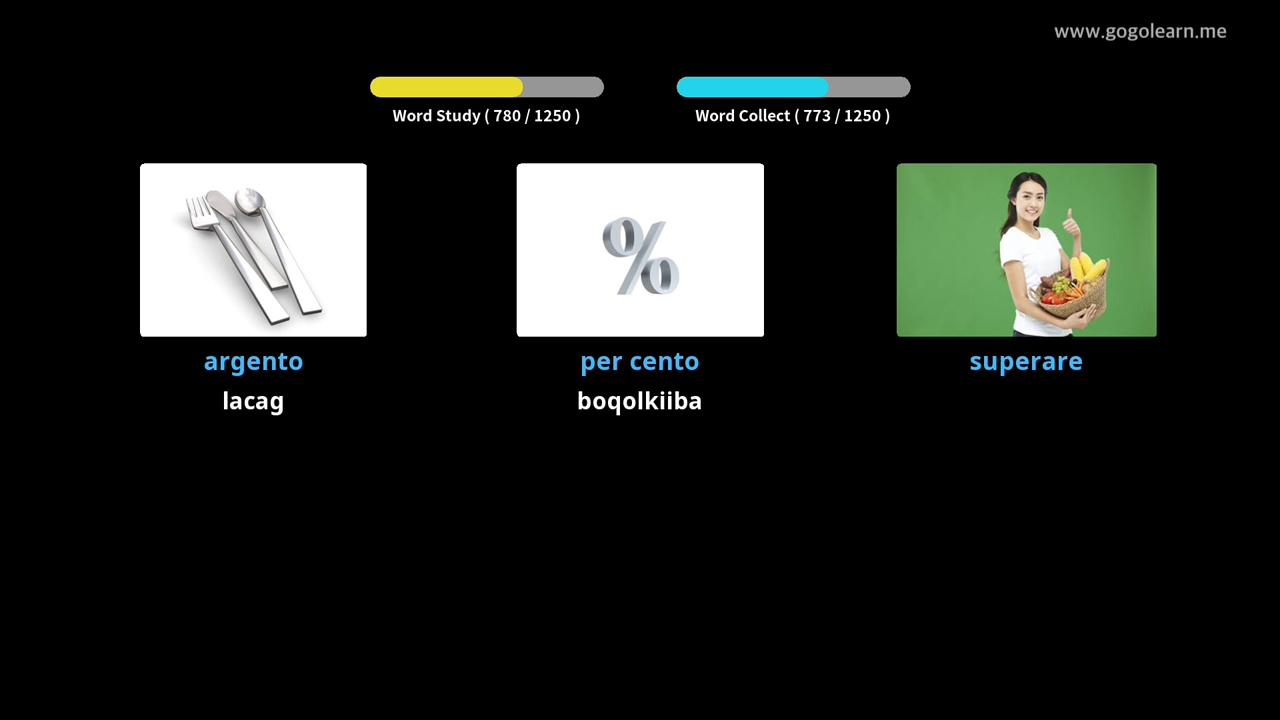 www.gogolearn.me
Word Study ( 780 / 1250 )
Word Collect ( 773 / 1250 )
%
argento
per cento
superare
lacag
boqolkiiba